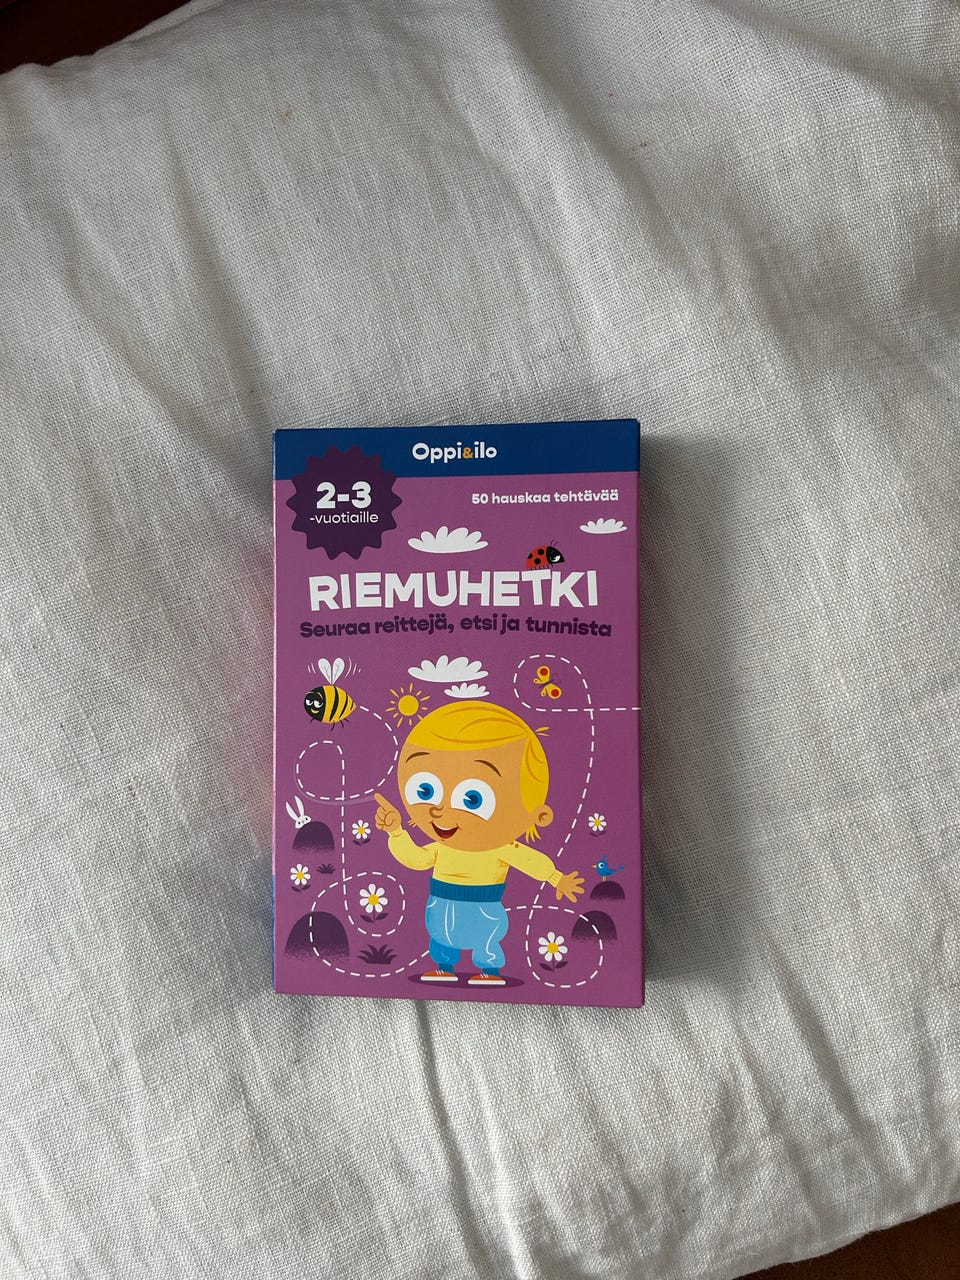 Oppi&ilo
2-3
-vuotiaille
50 hauskaa tehtävää
RIEMUHETKI
Seuraa reittejä, etsi ja tunnista